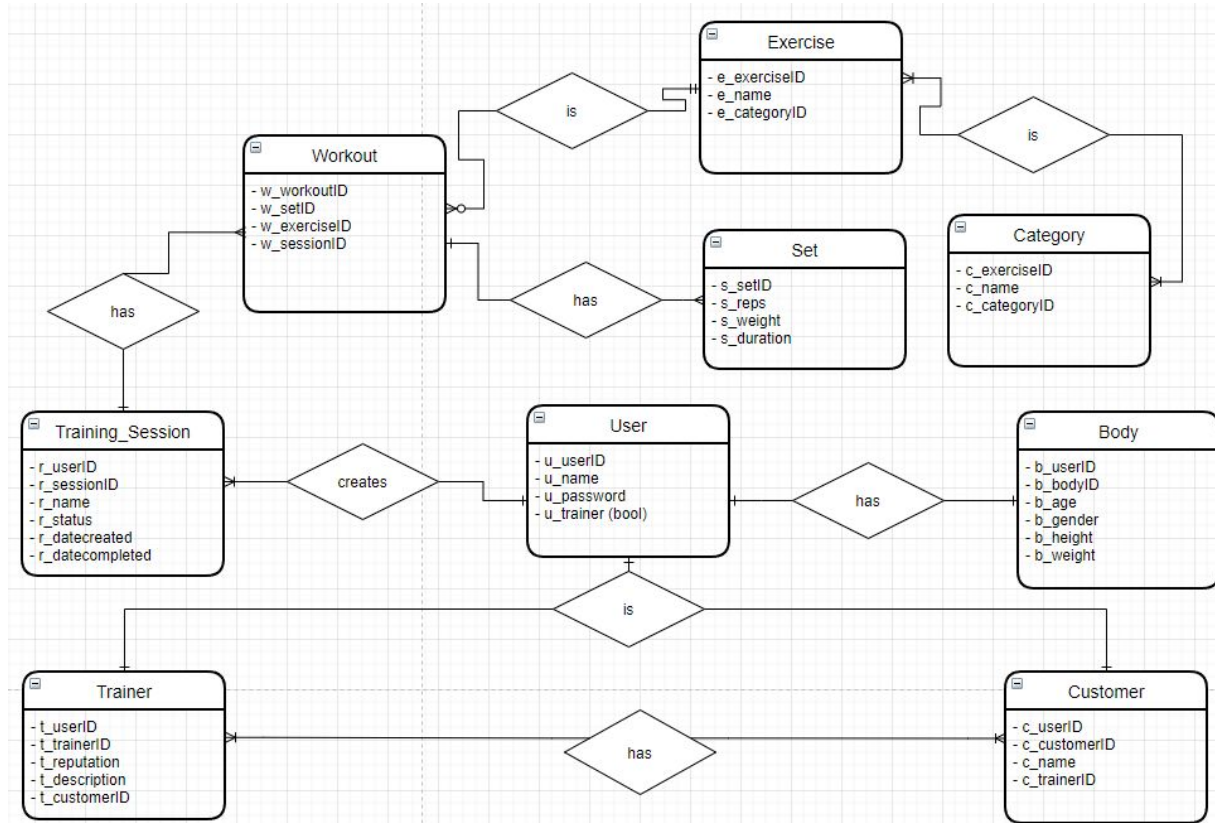 Exercise
- e_exerciseID
- e_name
- e_categoryID
is
is
Workout
- w_workoutID
- w_setID
- w_exerciseID
- w_sessionID
Category
- c_exerciseID
- c_name
- c_categoryID
Set
- s_setID
- s_reps
- s_weight
- s_duration
has
has
Training_Session
- r_userID
- r_sessionID
- r_name
- r_status
- r_datecreated
- r_datecompleted
creates
User
- u_userID
- u_name
- u_password
- u_trainer (bool)
has
Body
- b_userID
- b_bodyID
- b_age
- b_gender
- b_height
- b_weight
is
Trainer
- t_userID
- t_trainerID
- t_reputation
- t_description
- t_customerID
has
Customer
- c_userID
- c_customerID
- c_name
- c_trainerID